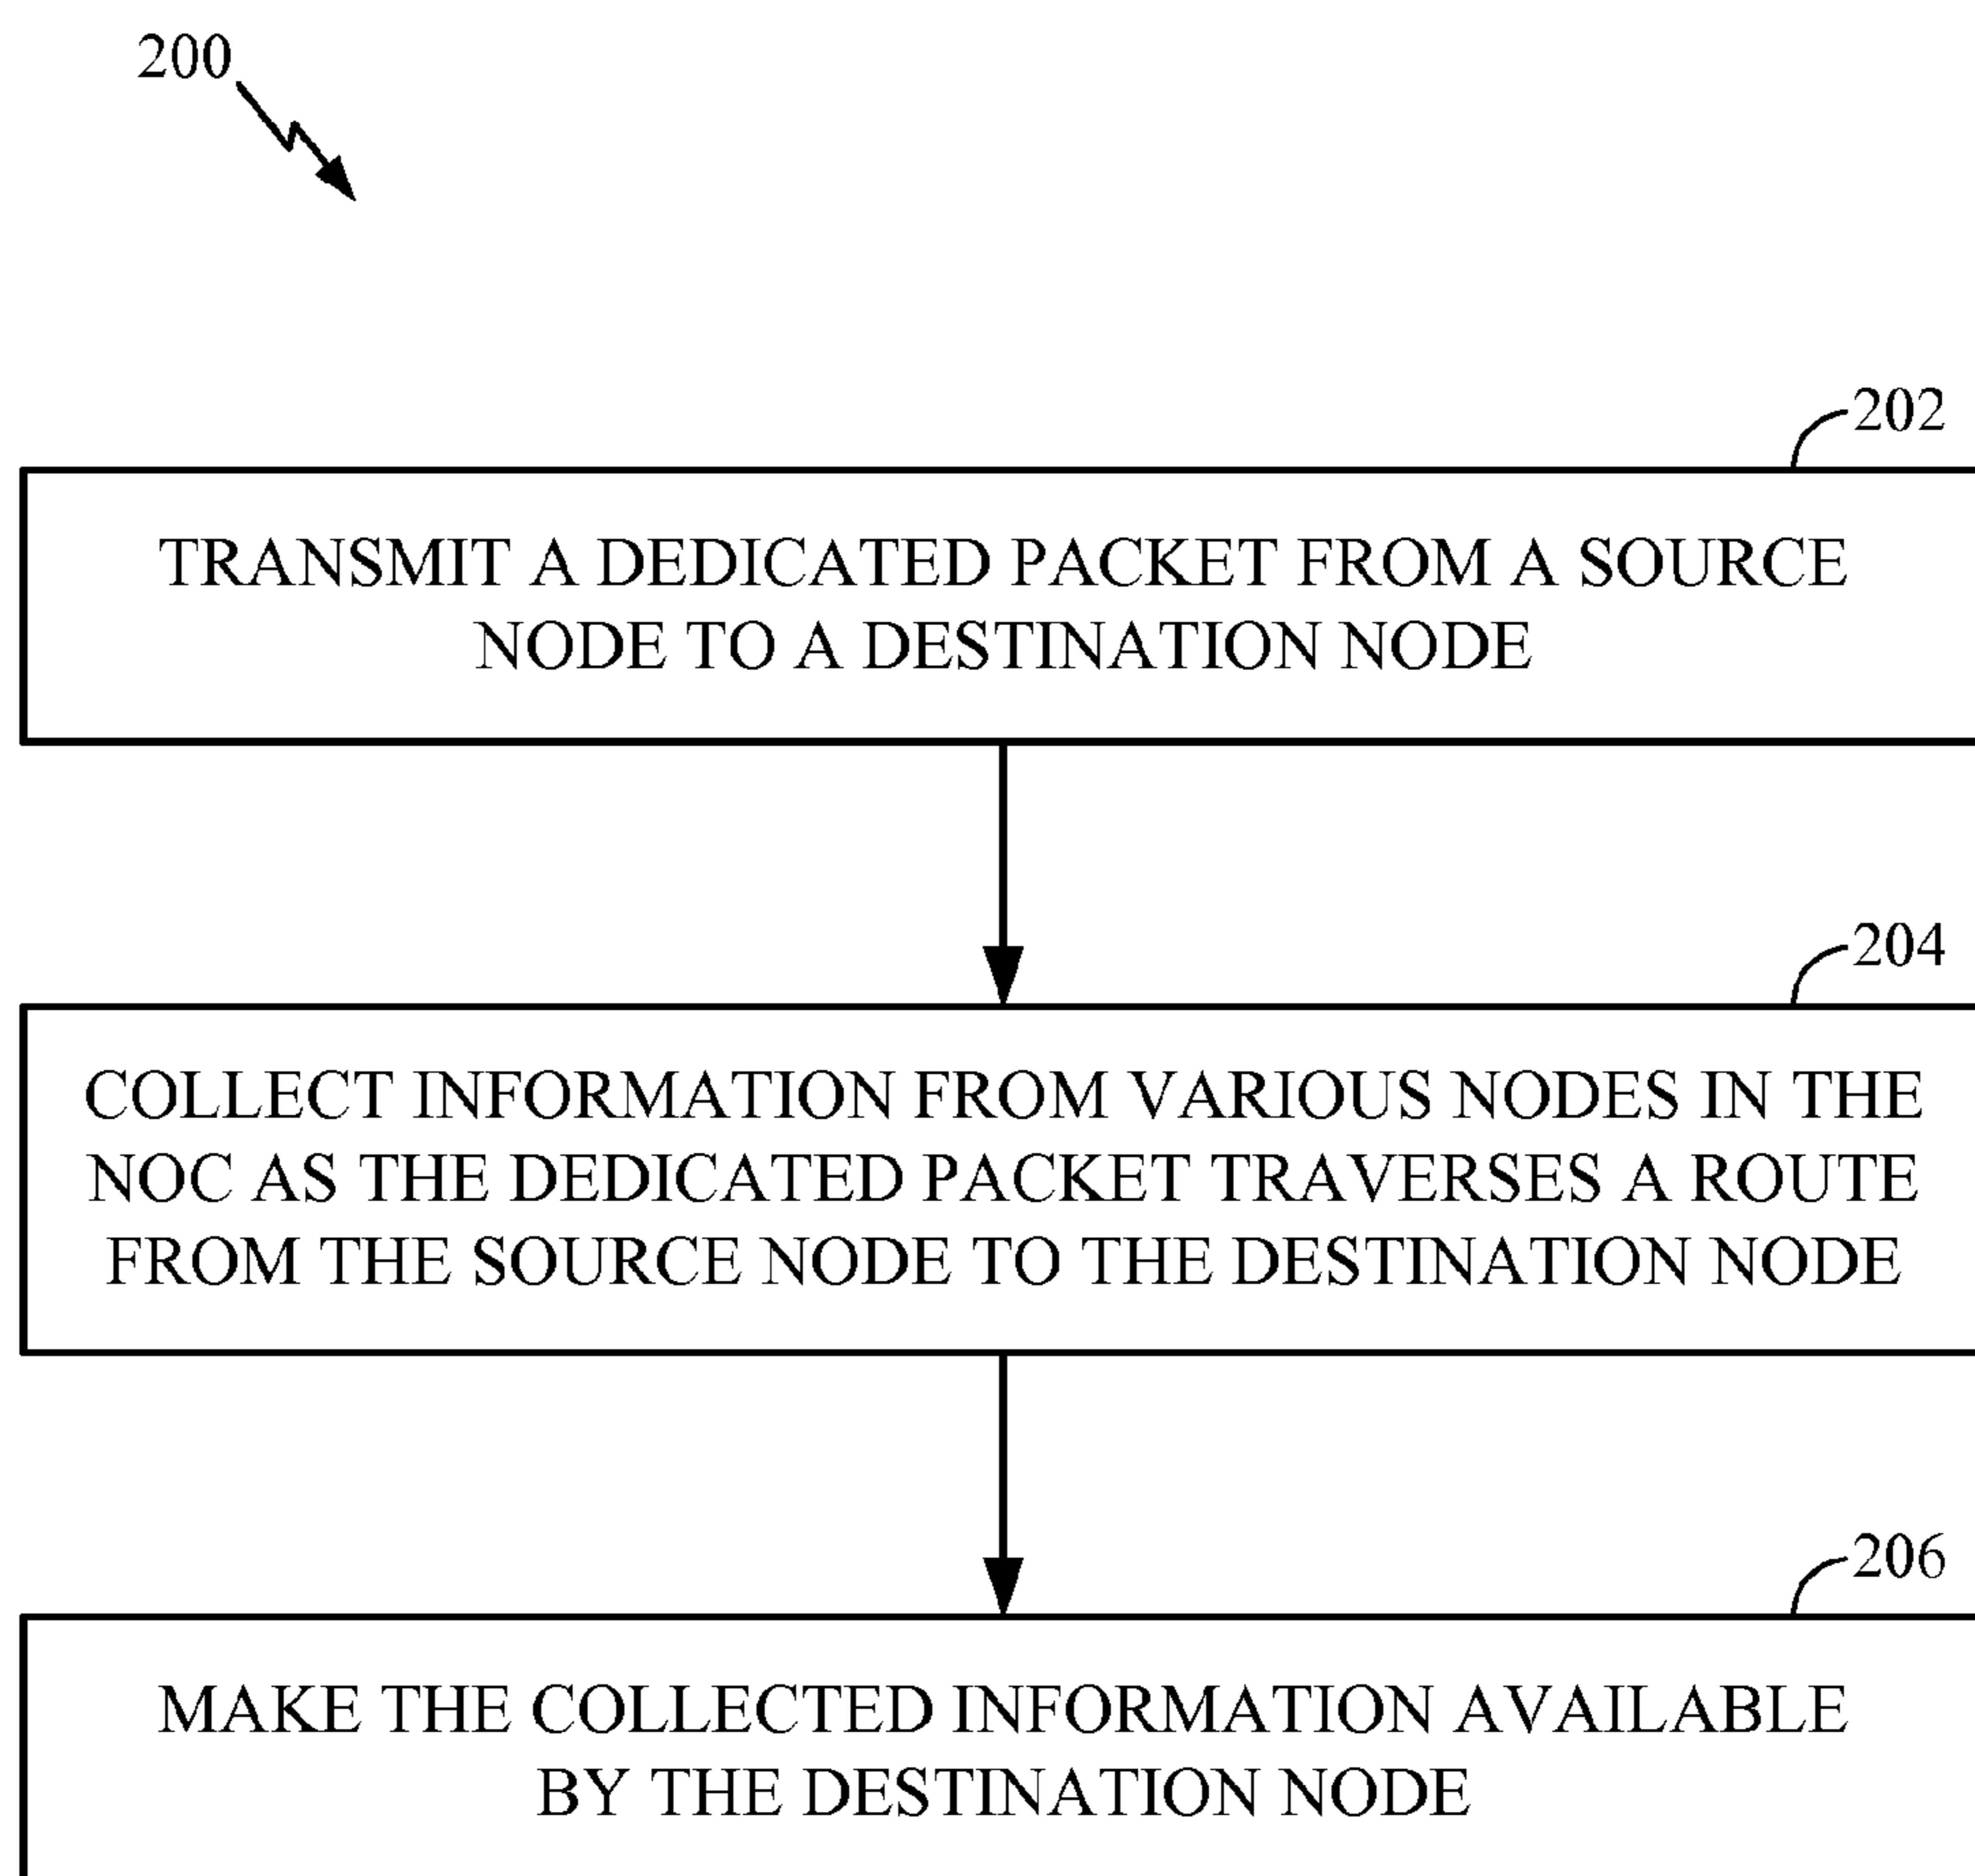 200
202
TRANSMIT A DEDICATED PACKET FROM A SOURCE
NODE TO A DESTINATION NODE
204
COLLECT INFORMATION FROM VARIOUS NODES IN THE
NOC AS THE DEDICATED PACKET TRAVERSES A ROUTE
FROM THE SOURCE NODE TO THE DESTINATION NODE
206
MAKE THE COLLECTED INFORMATION AVAILABLE
BY THE DESTINATION NODE